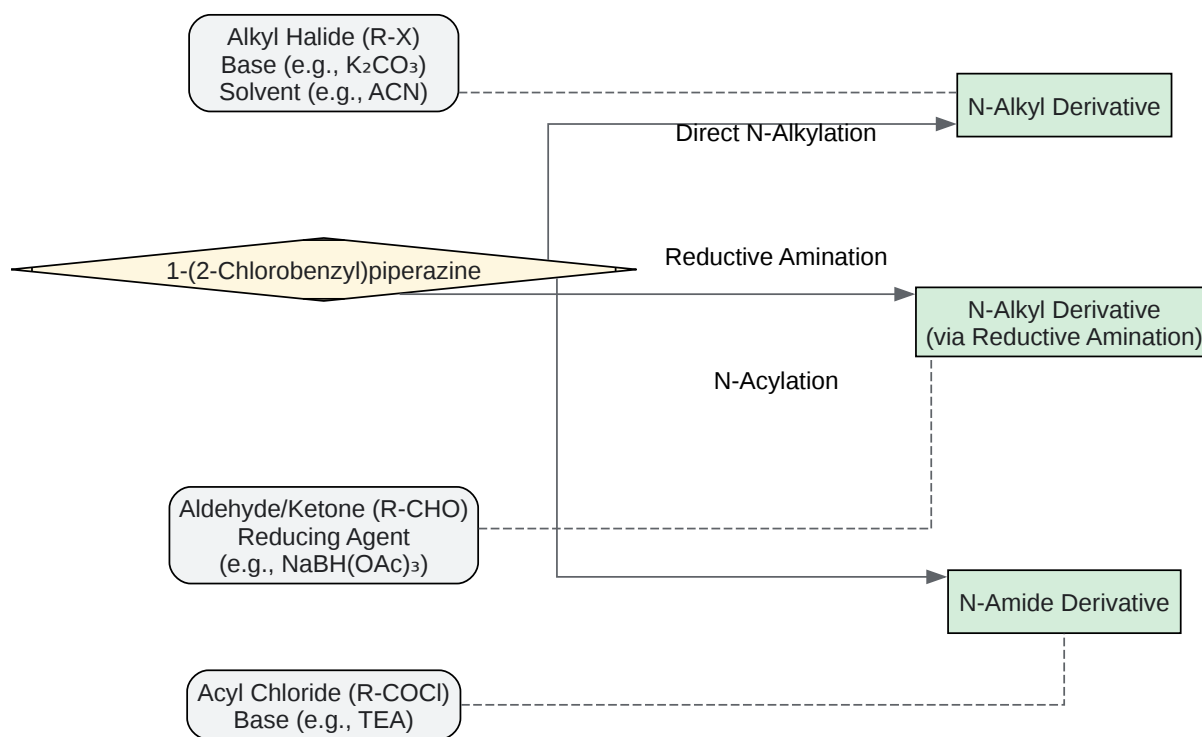 Alkyl Halide (R-X)
Base (e.g., K₂CO₃)
Solvent (e.g., ACN)
N-Alkyl Derivative
Direct N-Alkylation
1-(2-Chlorobenzyl)piperazine
Reductive Amination
N-Alkyl Derivative
(via Reductive Amination)
N-Acylation
Aldehyde/Ketone (R-CHO)
Reducing Agent
(e.g., NaBH(OAc)₃)
N-Amide Derivative
Acyl Chloride (R-COCl)
Base (e.g., TEA)